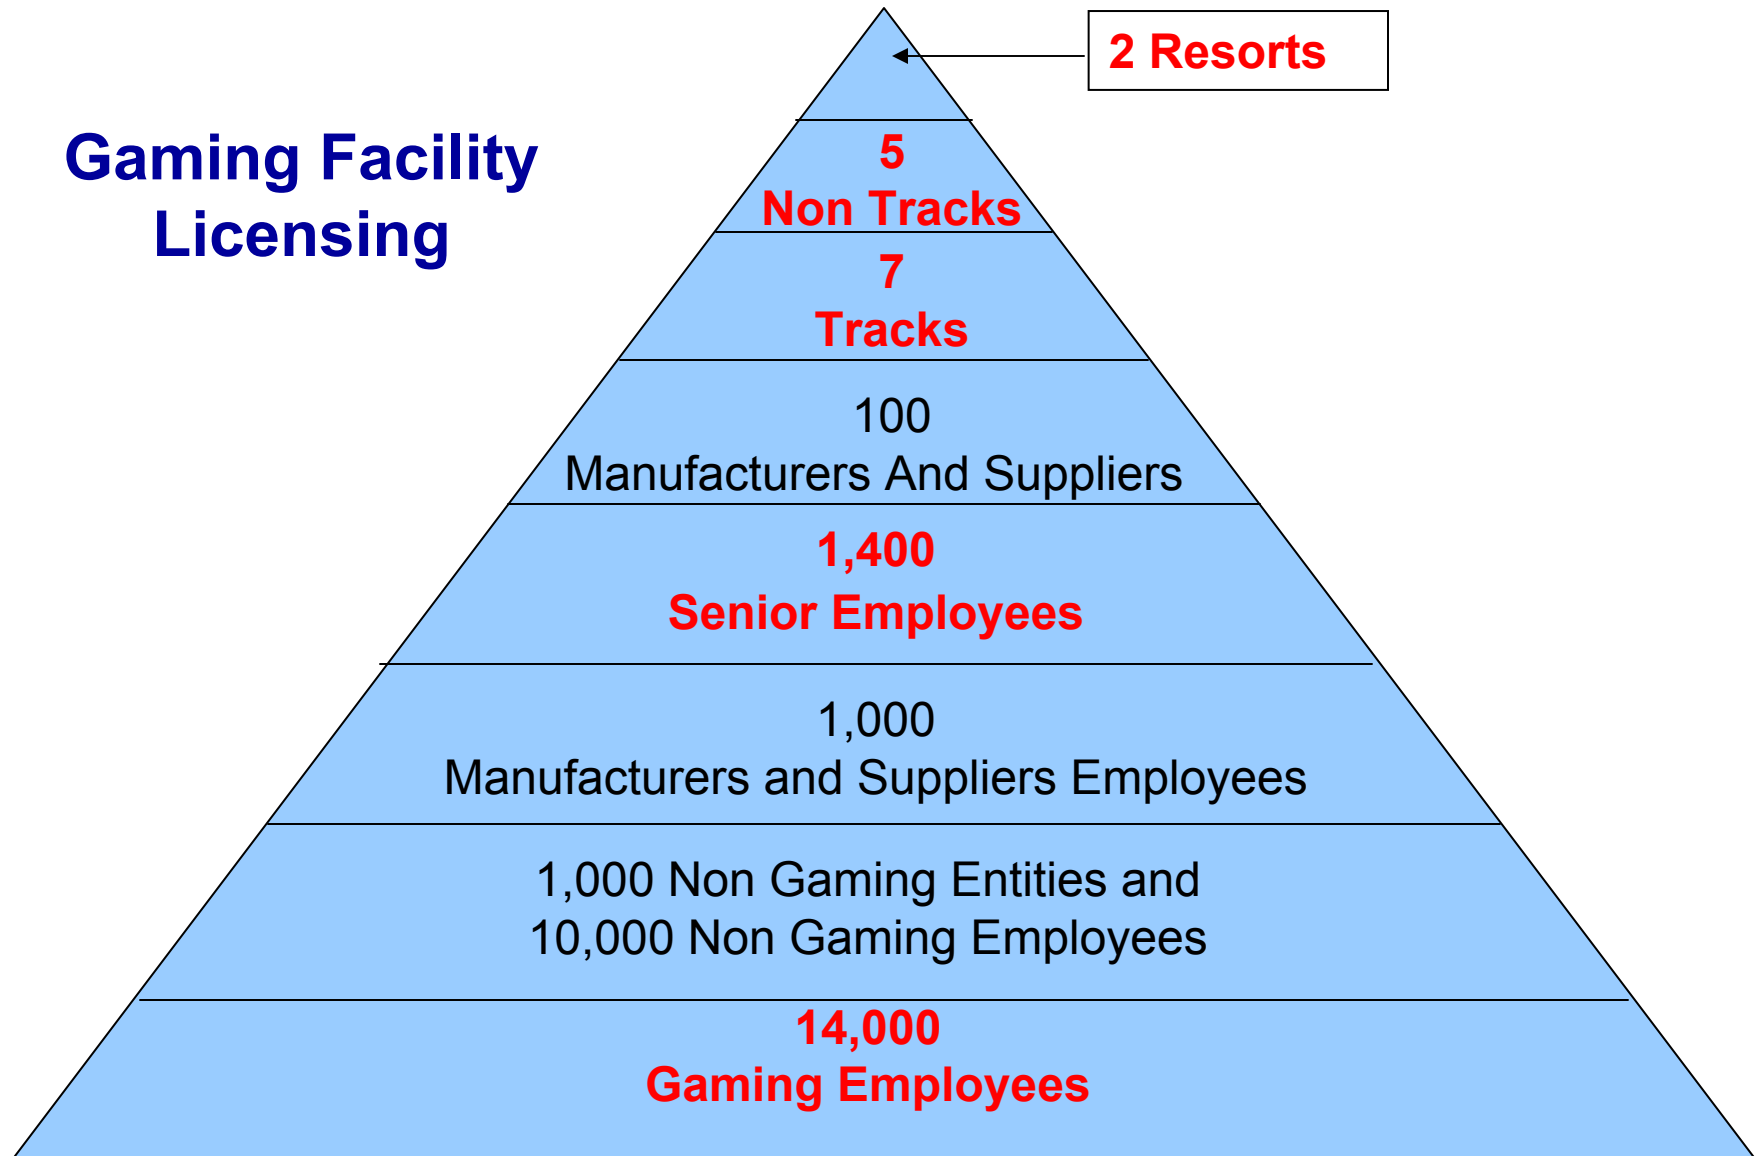 2 Resorts
Gaming Facility
Licensing
5
Non Tracks
7
Tracks
100
Manufacturers And Suppliers
1,400
Senior Employees
1,000
Manufacturers and Suppliers Employees
1,000 Non Gaming Entities and
10,000 Non Gaming Employees
14,000
Gaming Employees